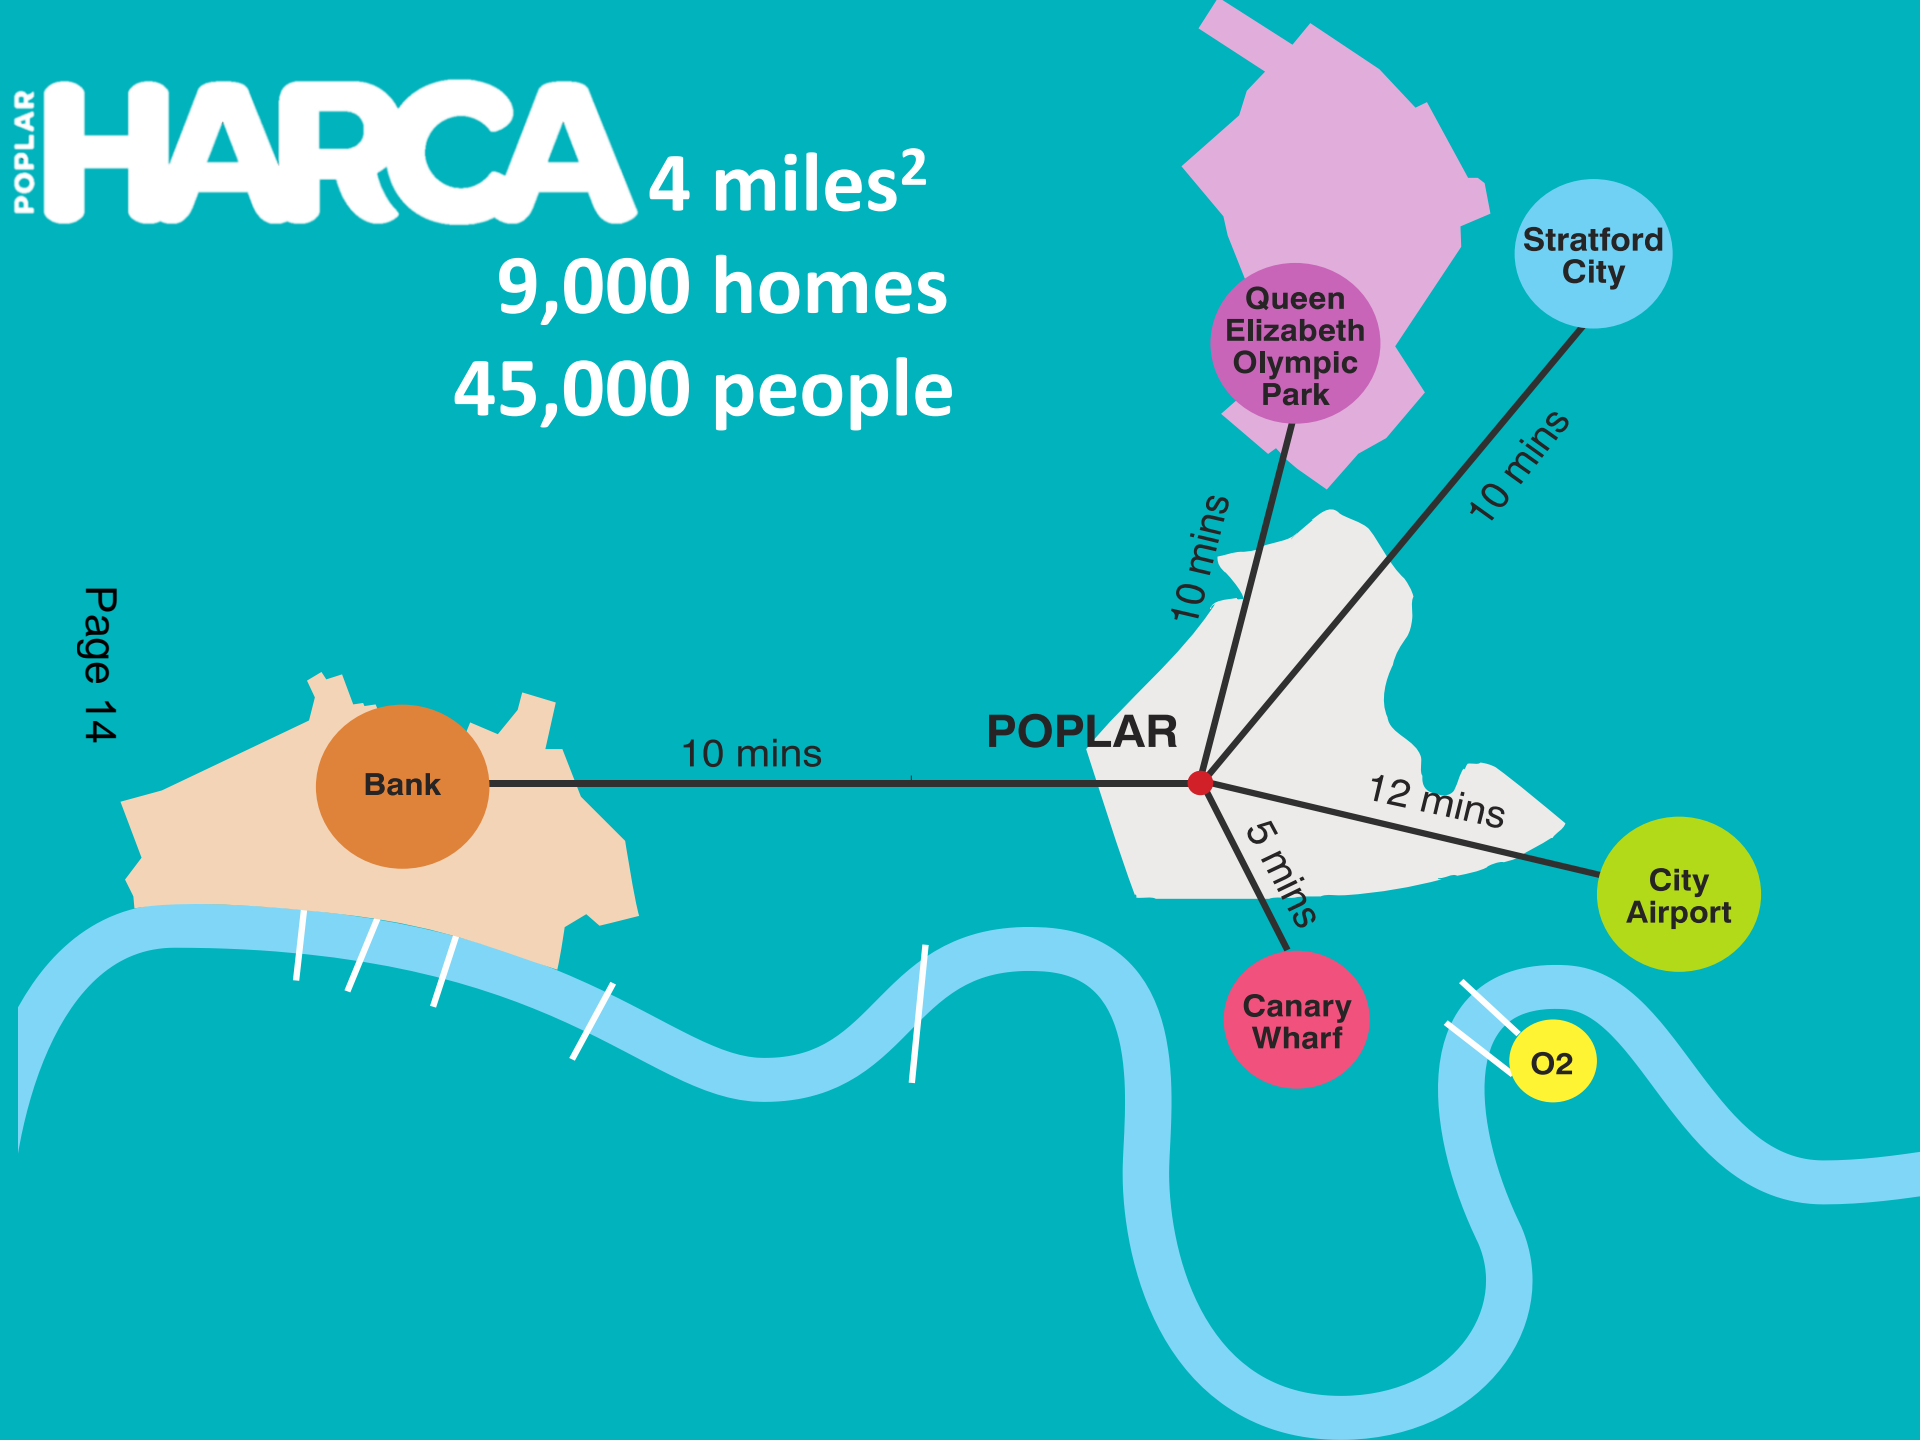 POPLAR
HARCA
4 miles²
9,000 homes
45,000 people
Stratford
City
Queen
Elizabeth
Olympic
Park
10 mins
10 mins
Page 14
POPLAR
10 mins
Bank
12 mins
5 mins
City
Airport
Canary
Wharf
O2